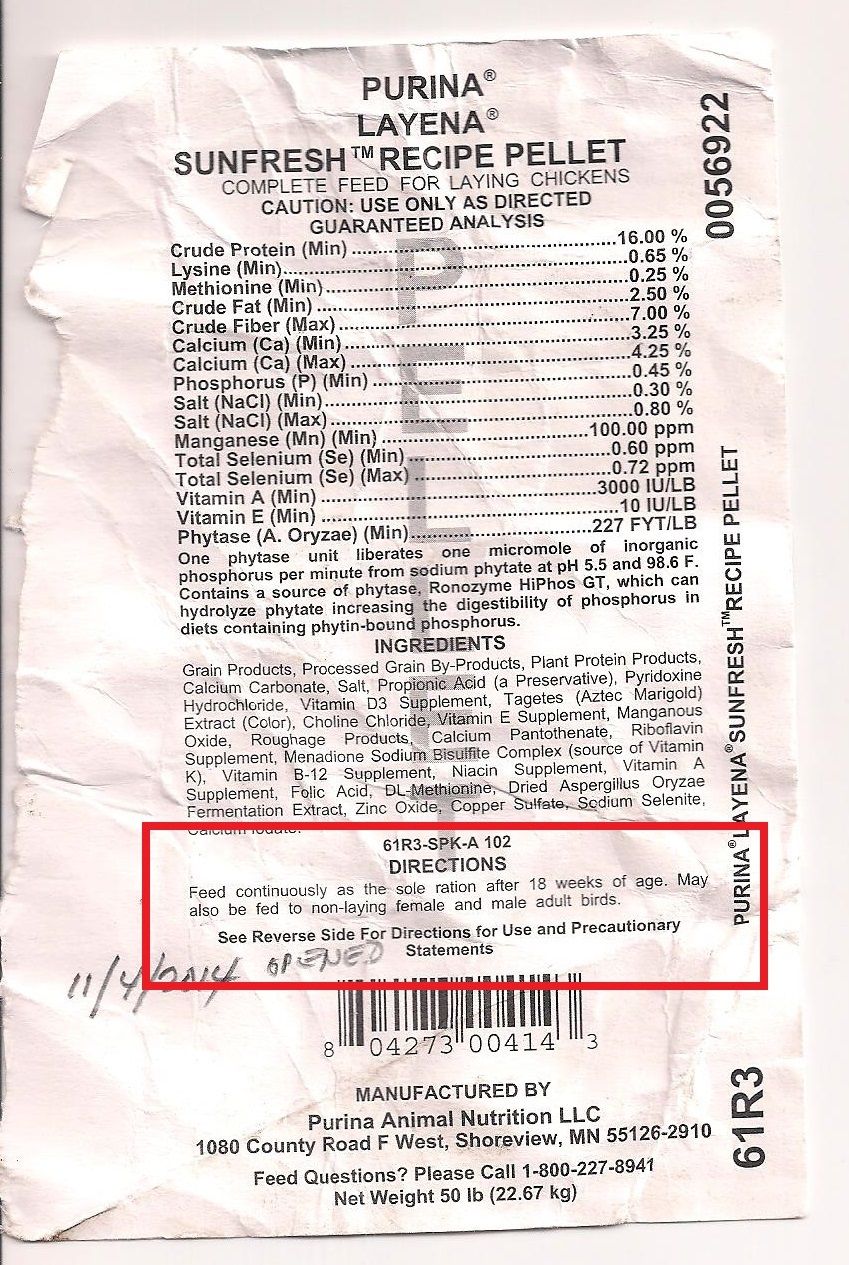 PURINA®
LAYENA®
SUNFRESH™ RECIPE PELLET
COMPLETE FEED FOR LAYING CHICKENS
CAUTION: USE ONLY AS DIRECTED
GUARANTEED ANALYSIS
Crude Protein (Min) ..........16.00 %
Lysine (Min)..........0.65 %
Methionine (Min)..........0.25 %
Crude Fat (Min) ..........2.50 %
Crude Fiber (Max)..........7.00 %
Calcium (Ca) (Min)..........3.25 %
Calcium (Ca) (Max)..........4.25 %
Phosphorus (P) (Min) ..........0.45 %
Salt (NaCl) (Min)..........0.30 %
Salt (NaCl) (Max)..........0.80 %
Manganese (Mn) (Min) ..........100.00 ppm
Total Selenium (Se) (Min)..........0.60 ppm
Total Selenium (Se) (Max) ..........0.72 ppm
Vitamin A (Min) ..........3000 IU/LB
Vitamin E (Min) ..........10 IU/LB
Phytase (A. Oryzae) (Min)..........227 FYT/LB
One phytase unit liberates one micromole of inorganic
phosphorus per minute from sodium phytate at pH 5.5 and 98.6 F.
Contains a source of phytase, Ronozyme HiPhos GT, which can
hydrolyze phytate increasing the digestibility of phosphorus in
diets containing phytin-bound phosphorus.
INGREDIENTS
Grain Products, Processed Grain By-Products, Plant Protein Products,
Calcium Carbonate, Salt, Propionic Acid (a Preservative), Pyridoxine
Hydrochloride, Vitamin D3 Supplement, Tagetes (Aztec Marigold)
Extract (Color), Choline Chloride, Vitamin E Supplement, Manganous
Oxide, Roughage Products, Calcium Pantothenate, Riboflavin
Supplement, Menadione Sodium Bisulfite Complex (source of Vitamin
K), Vitamin B-12 Supplement, Niacin Supplement, Vitamin A
Supplement, Folic Acid, DL-Methionine, Dried Aspergillus Oryzae
Fermentation Extract, Zinc Oxide, Copper Sulfate, Sodium Selenite,
Calcium Iodate.
61R3-SPK-A 102
DIRECTIONS
Feed continuously as the sole ration after 18 weeks of age. May
also be fed to non-laying female and male adult birds.
See Reverse Side For Directions for Use and Precautionary
Statements
11/4/2014 OPENED
8 04273 00414 3
MANUFACTURED BY
Purina Animal Nutrition LLC
1080 County Road F West, Shoreview, MN 55126-2910
Feed Questions? Please Call 1-800-227-8941
Net Weight 50 lb (22.67 kg)
PELLET
0056922
PURINA® LAYENA® SUNFRESH™ RECIPE PELLET
61R3